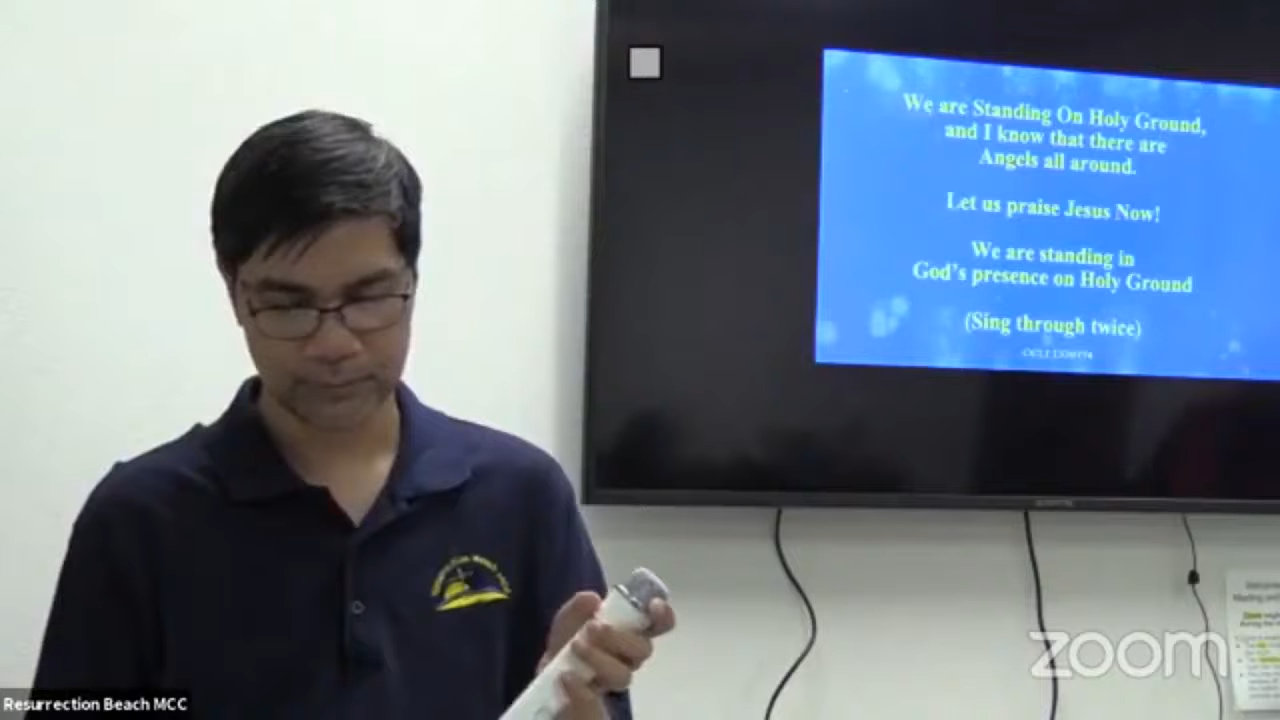 We are Standing On Holy Ground,
and I know that there are
Angels all around.
Let us praise Jesus Now!
We are standing in
God's presence on Holy Ground
(Sing through twice)
zoom
Resurrection Beach MCC